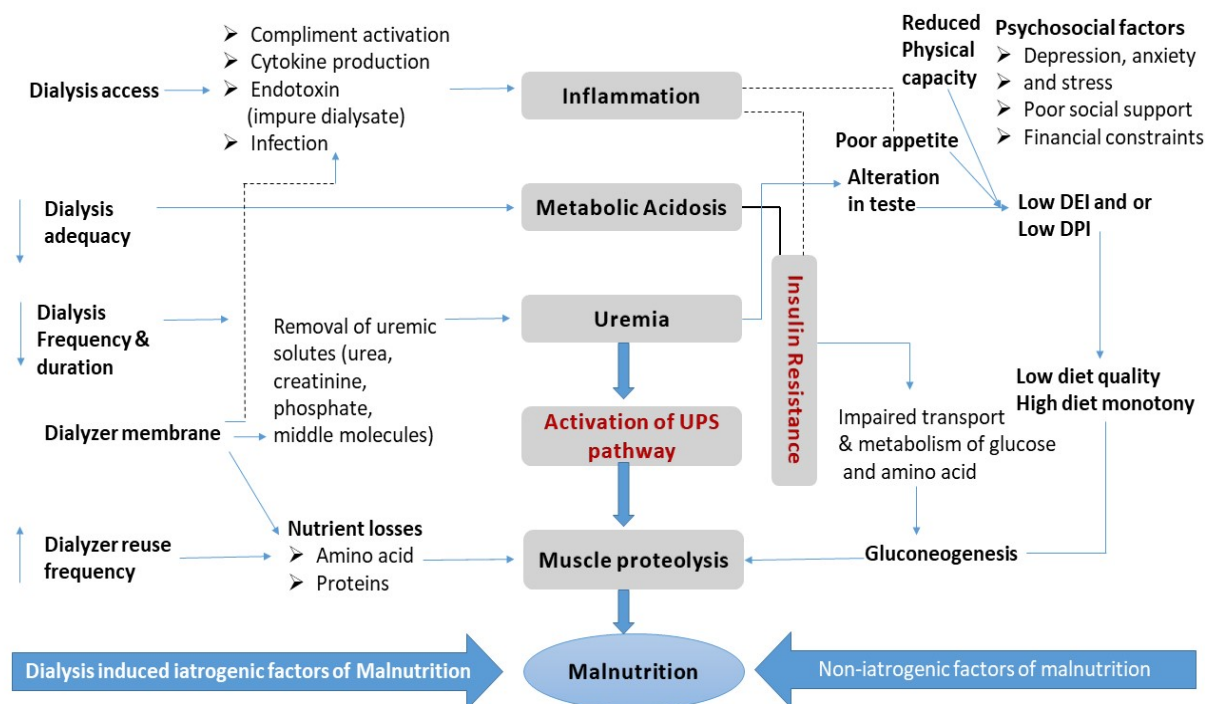 Dialysis access
➢ Compliment activation
➢ Cytokine production
➢ Endotoxin
(impure dialysate)
➢ Infection
Inflammation
Reduced
Physical
capacity
Psychosocial factors
➢ Depression, anxiety
➢ and stress
➢ Poor social support
➢ Financial constraints
Poor appetite
Dialysis
adequacy
Metabolic Acidosis
Alteration
in teste
Low DEI and or
Low DPI
Dialysis
Frequency &
duration
Removal of uremic
solutes (urea,
creatinine,
phosphate,
middle molecules)
Uremia
Insulin Resistance
Low diet quality
High diet monotony
Dialyzer membrane
Activation of UPS
pathway
Impaired transport
& metabolism of glucose
and amino acid
Dialyzer reuse
frequency
Nutrient losses
➢ Amino acid
➢ Proteins
Muscle proteolysis
Gluconeogenesis
Dialysis induced iatrogenic factors of Malnutrition
Malnutrition
Non-iatrogenic factors of malnutrition